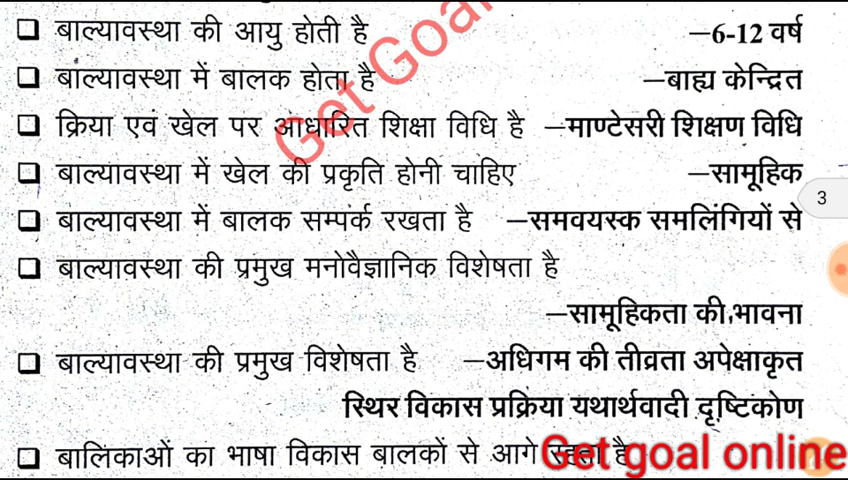 ❑ बाल्यावस्था की आयु होती है –6-12 वर्ष
❑ बाल्यावस्था में बालक होता है –बाह्य केन्द्रित
❑ क्रिया एवं खेल पर आधारित शिक्षा विधि है –माण्टेसरी शिक्षण विधि
❑ बाल्यावस्था में खेल की प्रकृति होनी चाहिए –सामूहिक
3
❑ बाल्यावस्था में बालक सम्पर्क रखता है –समवयस्क समलिंगियों से
❑ बाल्यावस्था की प्रमुख मनोवैज्ञानिक विशेषता है
–सामूहिकता की भावना
❑ बाल्यावस्था की प्रमुख विशेषता है –अधिगम की तीव्रता अपेक्षाकृत
स्थिर विकास प्रक्रिया यथार्थवादी दृष्टिकोण
❑ बालिकाओं का भाषा विकास बालकों से आगे रहता है
Get Goal
Get goal online